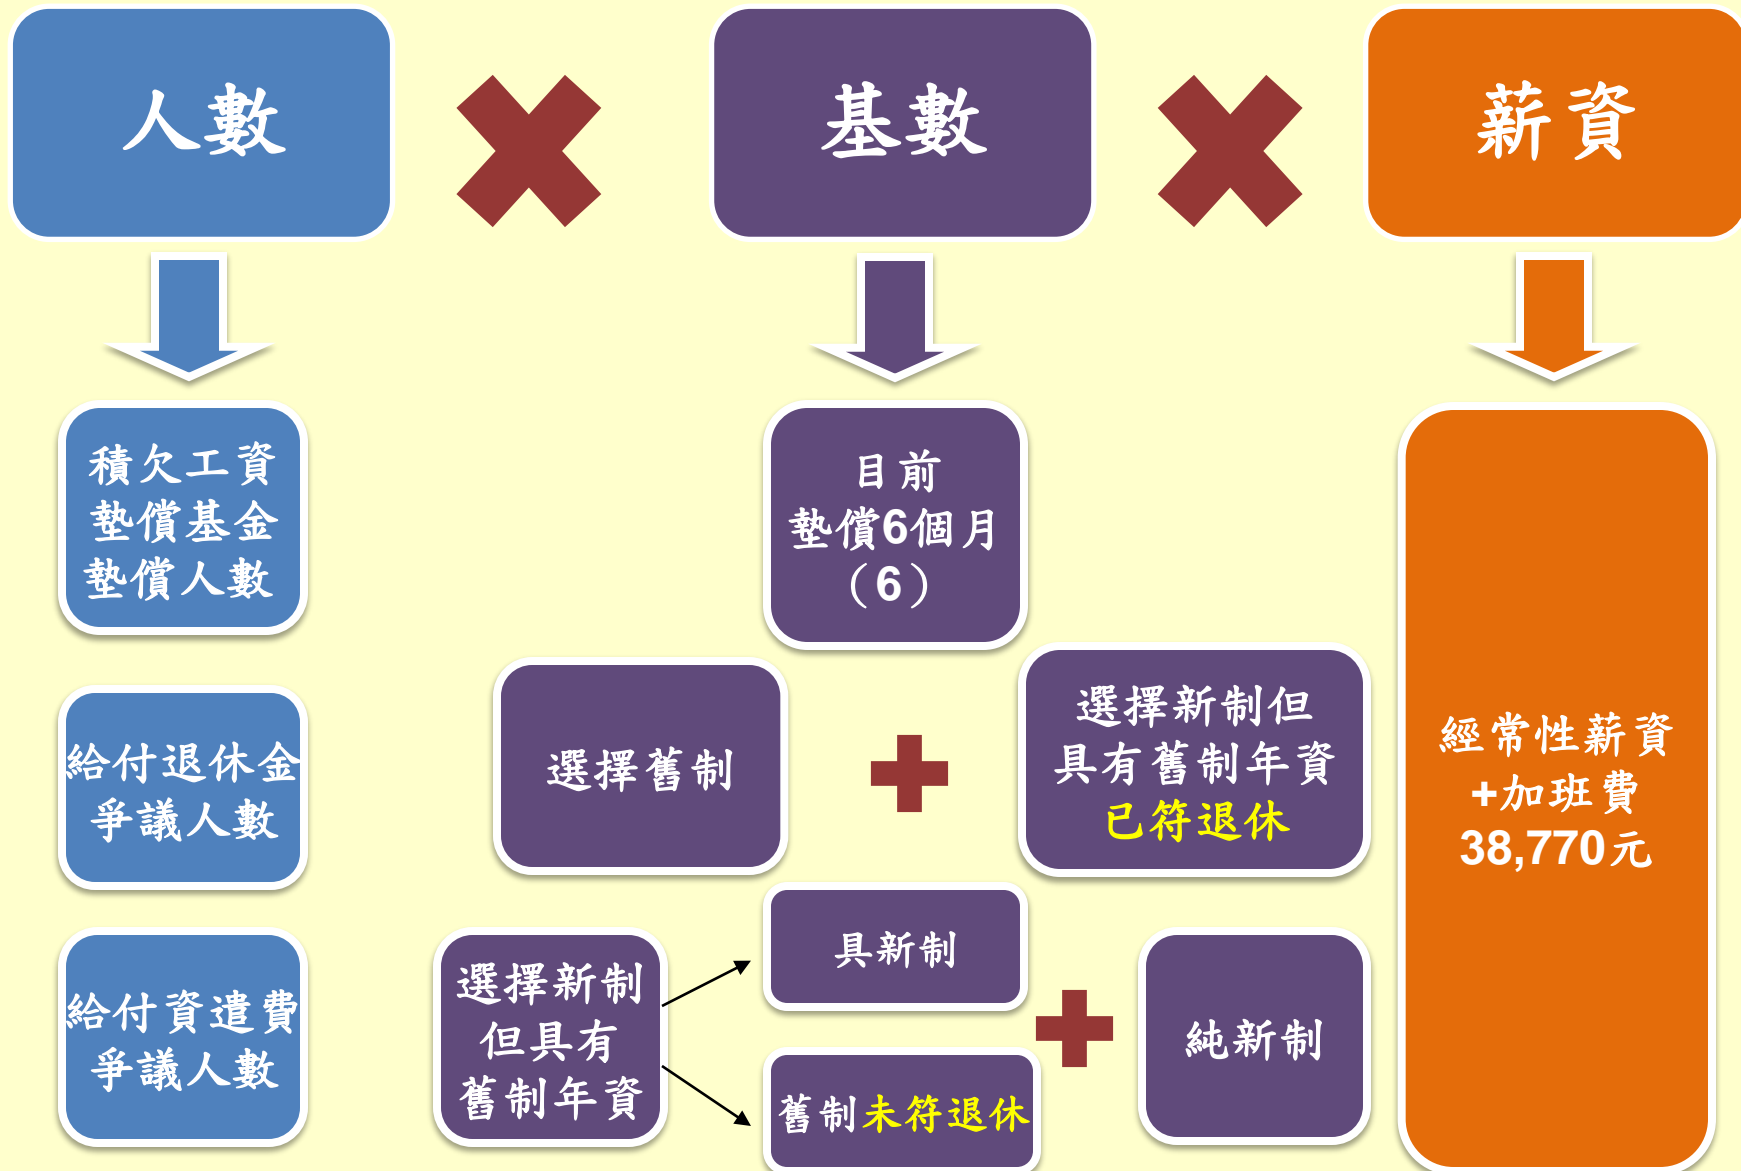 人數
基數
薪資
積欠工資
墊償基金
墊償人數
目前
墊償6個月
（6）
給付退休金
爭議人數
選擇舊制
選擇新制但
具有舊制年資
已符退休
經常性薪資
+加班費
38,770元
給付資遣費
爭議人數
選擇新制
但具有
舊制年資
具新制
舊制未符退休
純新制